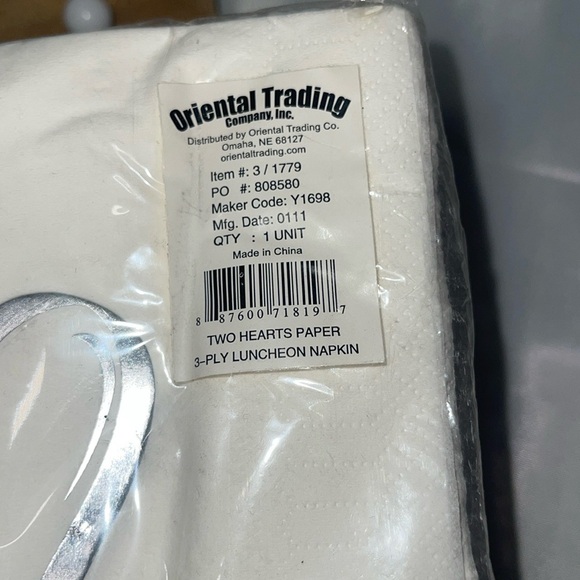 Oriental Trading
Company, Inc.
Distributed by Oriental Trading Co.
Omaha, NE 68127
orientaltrading.com
Item #: 3 / 1779
PO #: 808580
Maker Code: Y1698
Mfg. Date: 0111
QTY : 1 UNIT
Made in China
8 87600 71819 7
TWO HEARTS PAPER
3-PLY LUNCHEON NAPKIN